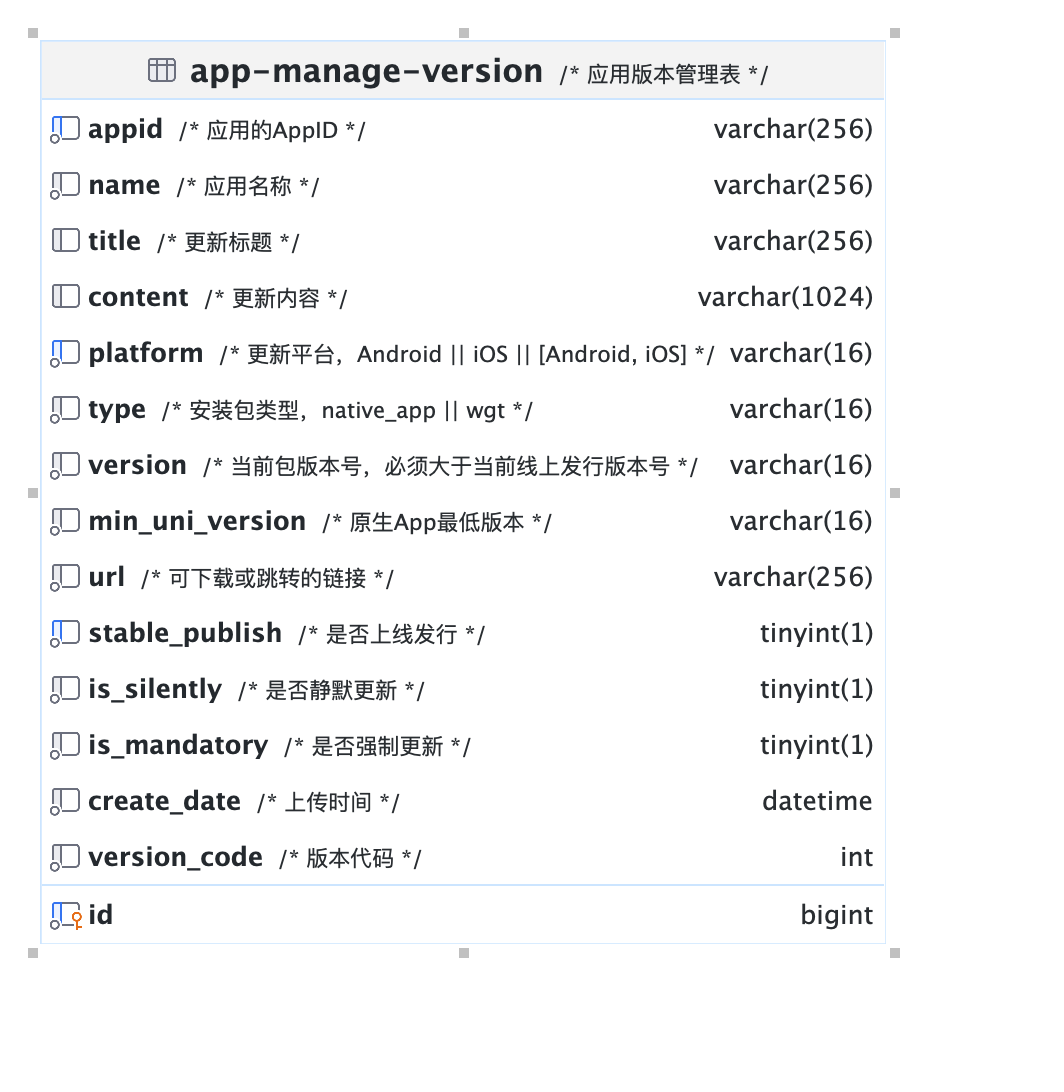 app-manage-version /* 应用版本管理表 */
appid /* 应用的AppID */ varchar(256)
name /* 应用名称 */ varchar(256)
title /* 更新标题 */ varchar(256)
content /* 更新内容 */ varchar(1024)
platform /* 更新平台，Android || iOS || [Android, iOS] */ varchar(16)
type /* 安装包类型，native_app || wgt */ varchar(16)
version /* 当前包版本号，必须大于当前线上发行版本号 */ varchar(16)
min_uni_version /* 原生App最低版本 */ varchar(16)
url /* 可下载或跳转的链接 */ varchar(256)
stable_publish /* 是否上线发行 */ tinyint(1)
is_silently /* 是否静默更新 */ tinyint(1)
is_mandatory /* 是否强制更新 */ tinyint(1)
create_date /* 上传时间 */ datetime
version_code /* 版本代码 */ int
id bigint